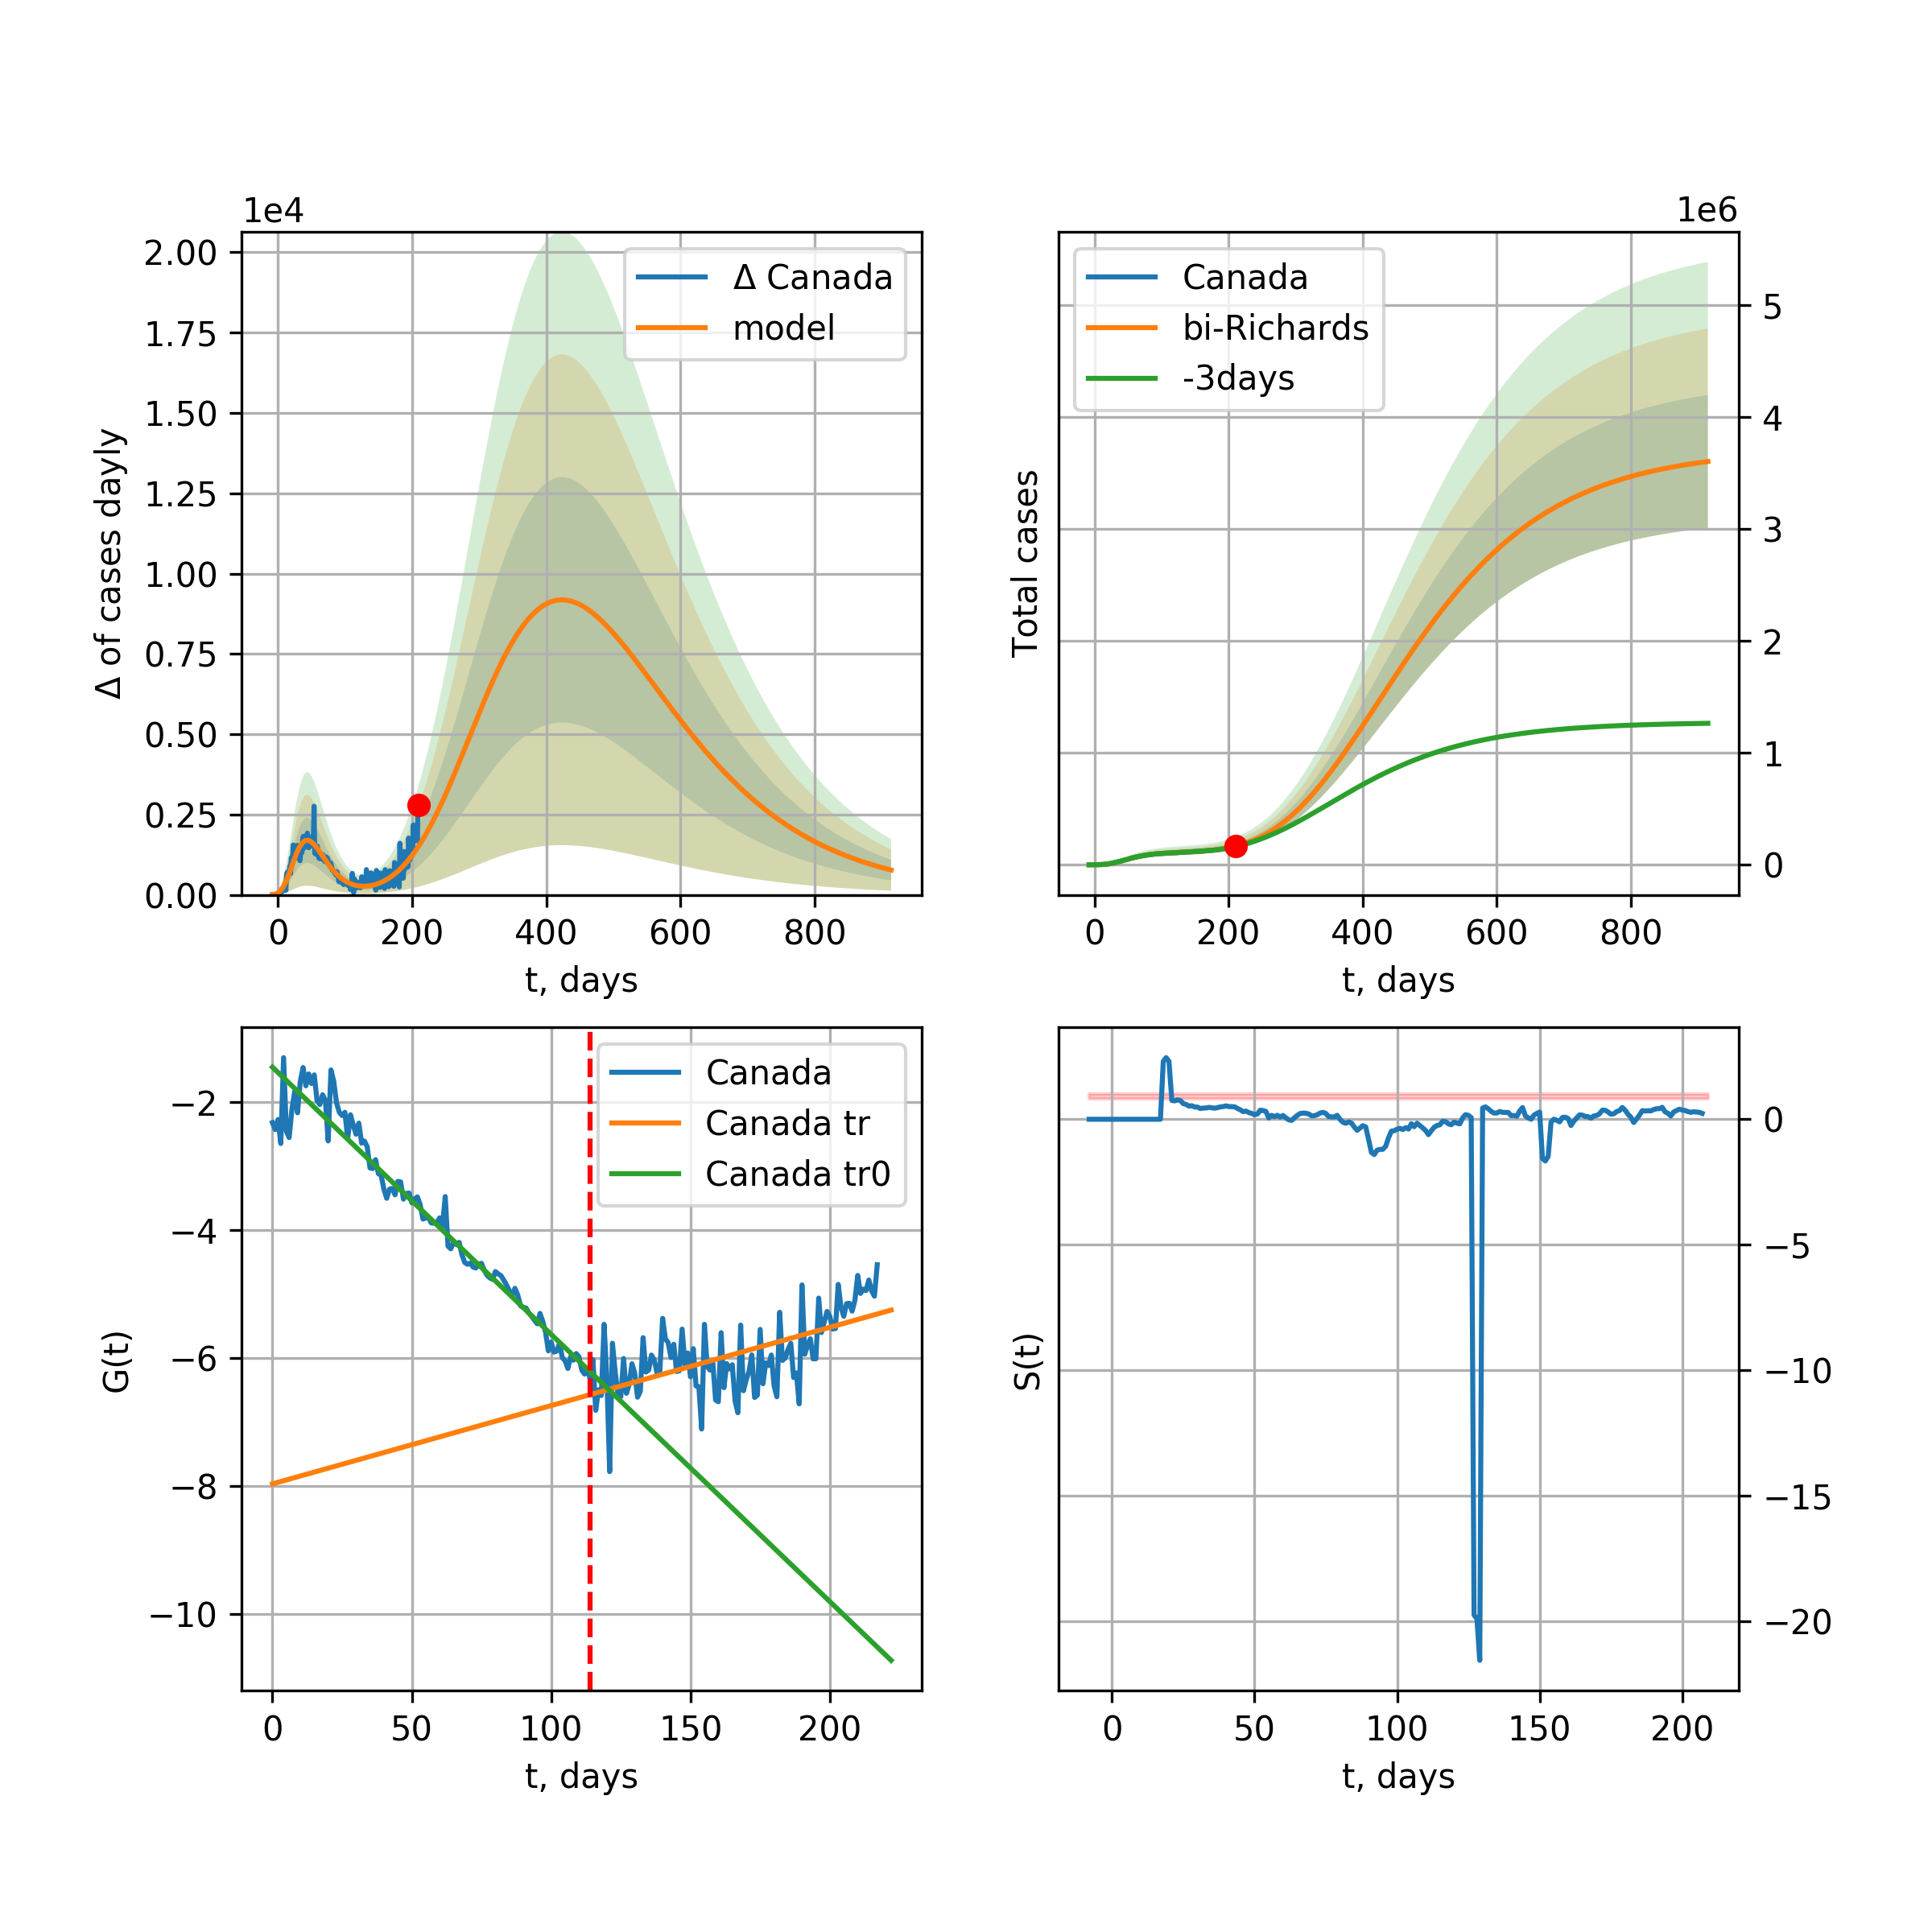 1e4
2.00
1.75
1.50
1.25
1.00
0.75
0.50
0.25
0.00
Δ of cases dayly
Δ Canada
model
0 200 400 600 800
t, days
1e6
Canada
bi-Richards
-3days
5
4
3
2
1
0
Total cases
0 200 400 600 800
t, days
−2
−4
−6
−8
−10
G(t)
Canada
Canada tr
Canada tr0
0 50 100 150 200
t, days
0
−5
−10
−15
−20
S(t)
0 50 100 150 200
t, days